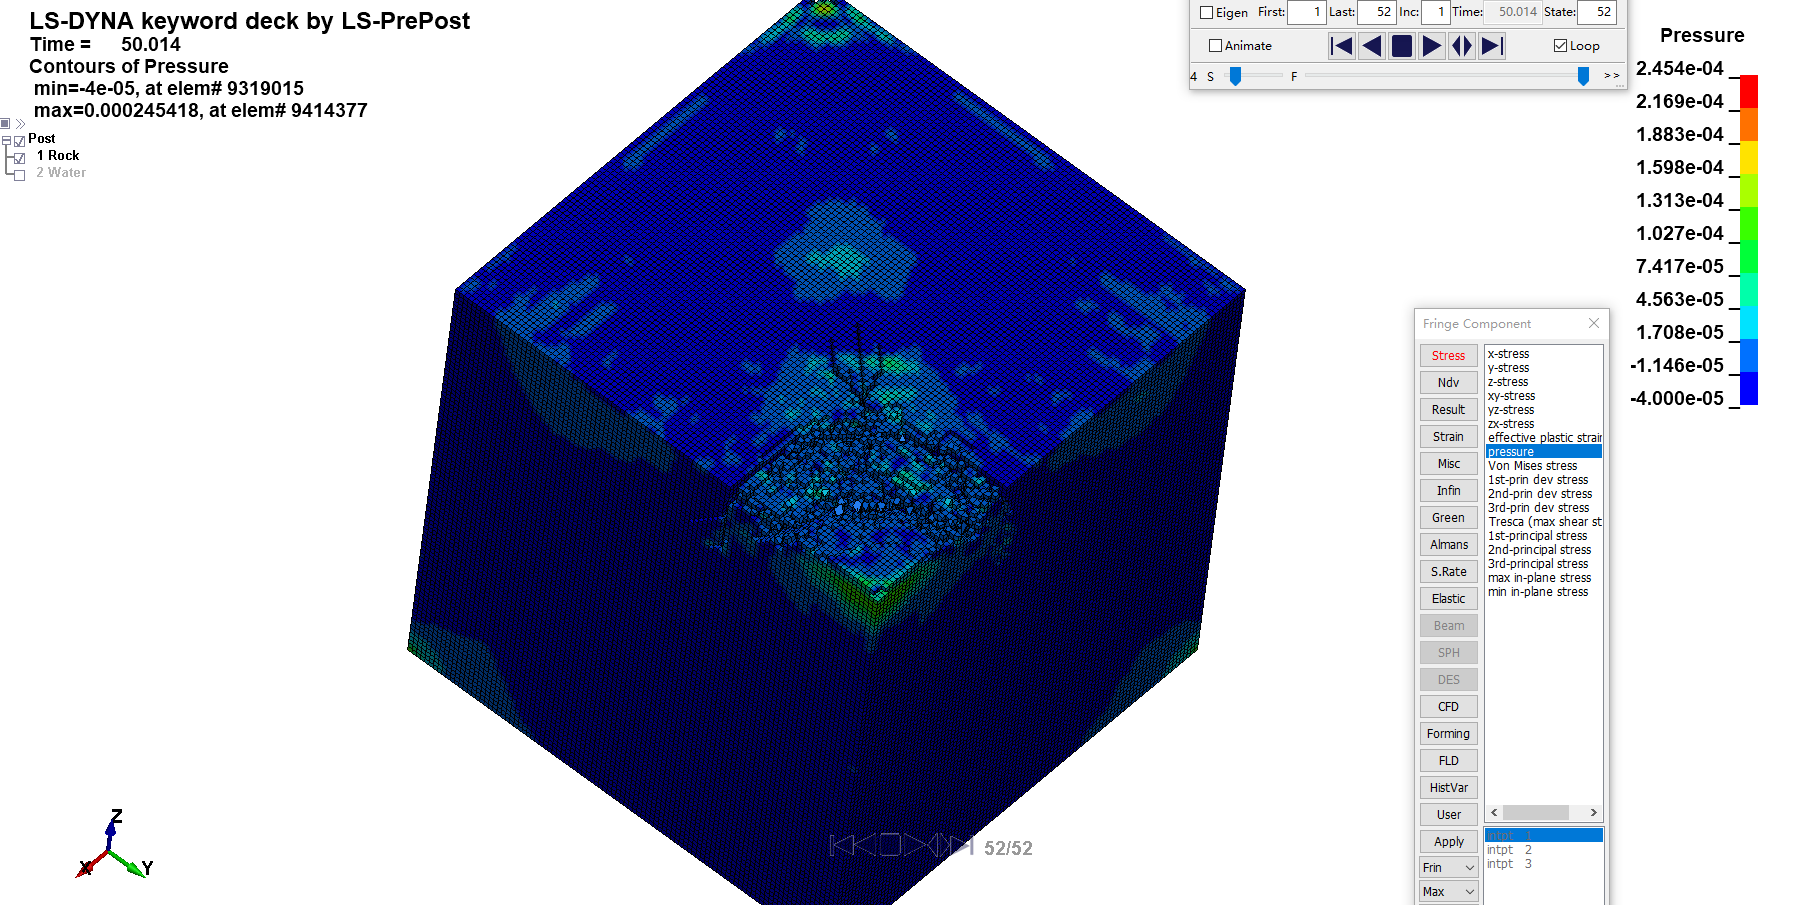 LS-DYNA keyword deck by LS-PrePost
Time = 50.014
Contours of Pressure
min=-4e-05, at elem# 9319015
max=0.000245418, at elem# 9414377
Post
1 Rock
2 Water
Eigen First: 1 Last: 52 Inc: 1 Time: 50.014 State: 52
Animate
Loop
4 S F >>
Pressure
2.454e-04
2.169e-04
1.883e-04
1.598e-04
1.313e-04
1.027e-04
7.417e-05
4.563e-05
1.708e-05
-1.146e-05
-4.000e-05
Fringe Component
Stress
Ndv
Result
Strain
Misc
Infin
Green
Almans
S.Rate
Elastic
Beam
SPH
DES
CFD
Forming
FLD
HistVar
User
Apply
Frin
Max
x-stress
y-stress
z-stress
xy-stress
yz-stress
zx-stress
effective plastic strair
pressure
Von Mises stress
1st-prin dev stress
2nd-prin dev stress
3rd-prin dev stress
Tresca (max shear st
1st-principal stress
2nd-principal stress
3rd-principal stress
max in-plane stress
min in-plane stress
intpt 1
intpt 2
intpt 3
52/52
Z
X
Y